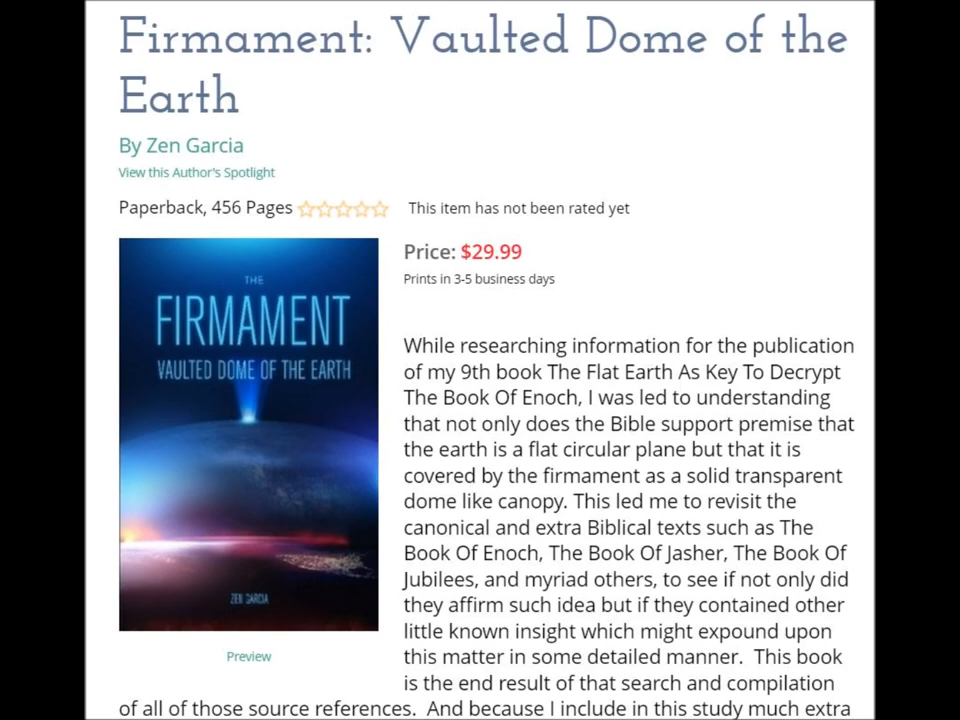 Firmament: Vaulted Dome of the
Earth
By Zen Garcia
View this Author's Spotlight
Paperback, 456 Pages
This item has not been rated yet
THE
FIRMAMENT
VAULTED DOME OF THE EARTH
ZEN GARCIA
Preview
Price: $29.99
Prints in 3-5 business days
While researching information for the publication
of my 9th book The Flat Earth As Key To Decrypt
The Book Of Enoch, I was led to understanding
that not only does the Bible support premise that
the earth is a flat circular plane but that it is
covered by the firmament as a solid transparent
dome like canopy. This led me to revisit the
canonical and extra Biblical texts such as The
Book Of Enoch, The Book Of Jasher, The Book Of
Jubilees, and myriad others, to see if not only did
they affirm such idea but if they contained other
little known insight which might expound upon
this matter in some detailed manner. This book
is the end result of that search and compilation
of all of those source references. And because I include in this study much extra